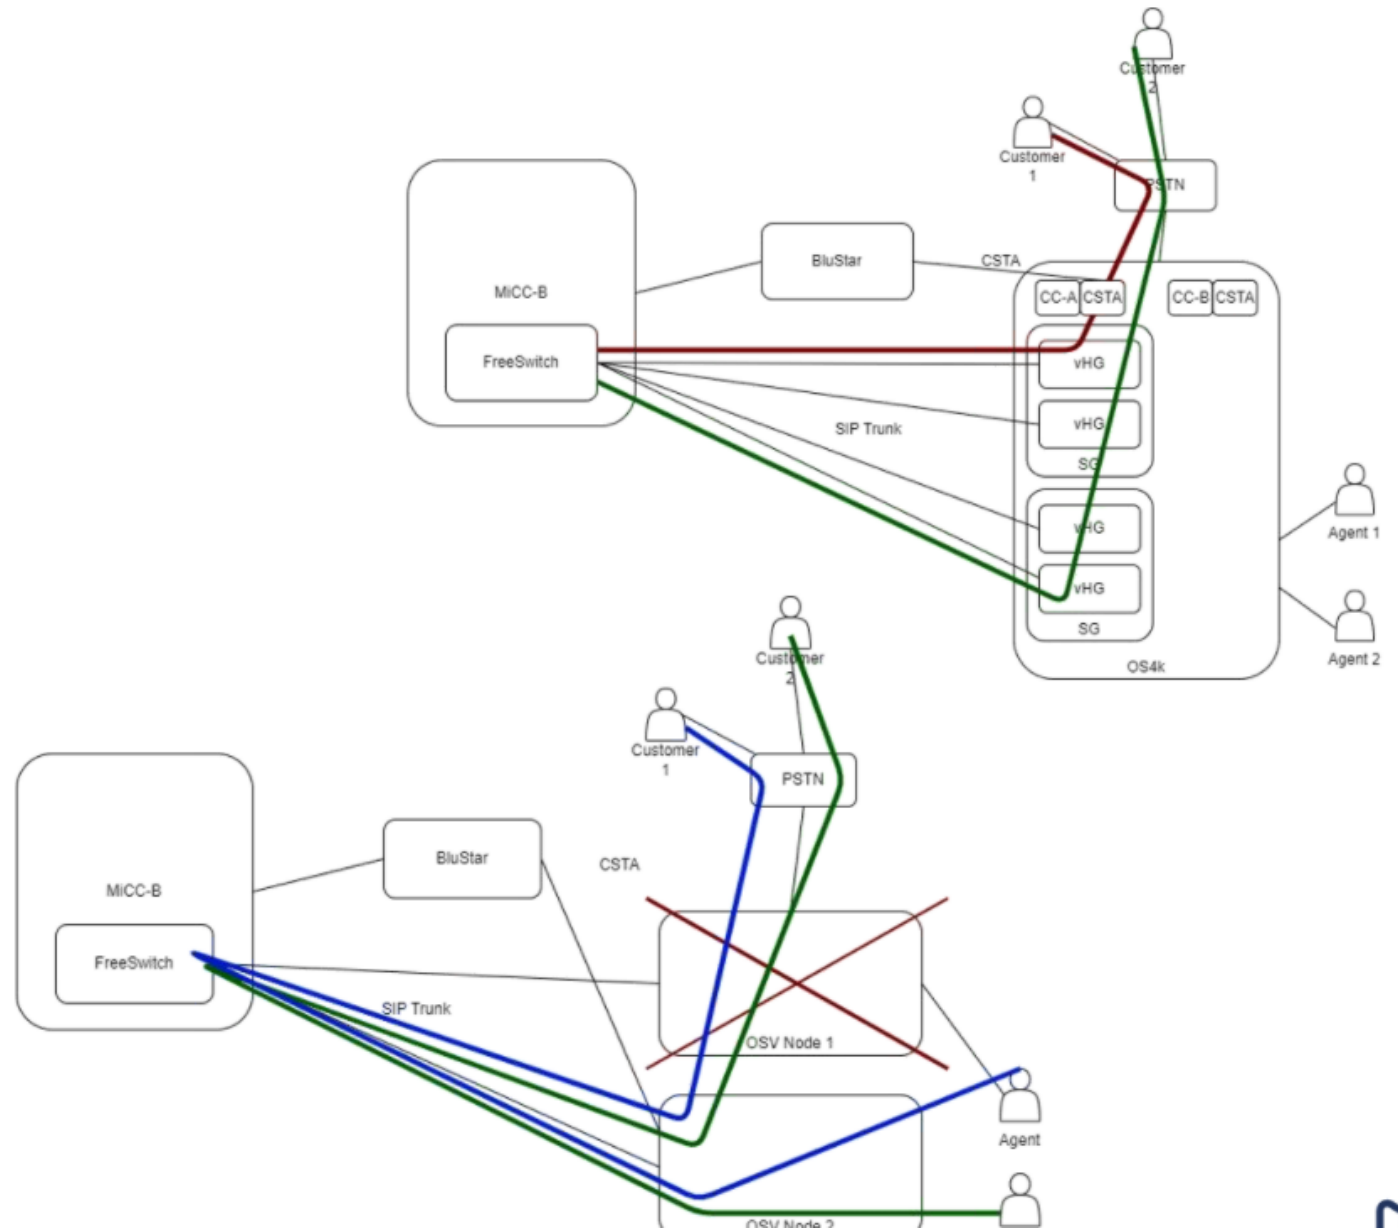 Customer
2
Customer
1
PSTN
MiCC-B
BluStar
CSTA
CC-A
CSTA
CC-B
CSTA
FreeSwitch
vHG
vHG
SIP Trunk
SG
vHG
Agent 1
vHG
SG
Agent 2
OS4k
Customer
2
Customer
1
PSTN
BluStar
CSTA
MiCC-B
FreeSwitch
SIP Trunk
OSV Node 1
Agent
OSV Node 2